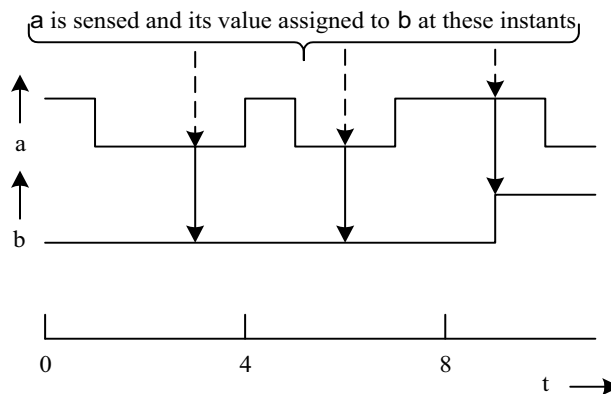 a is sensed and its value assigned to b at these instants
a
b
0 4 8
t